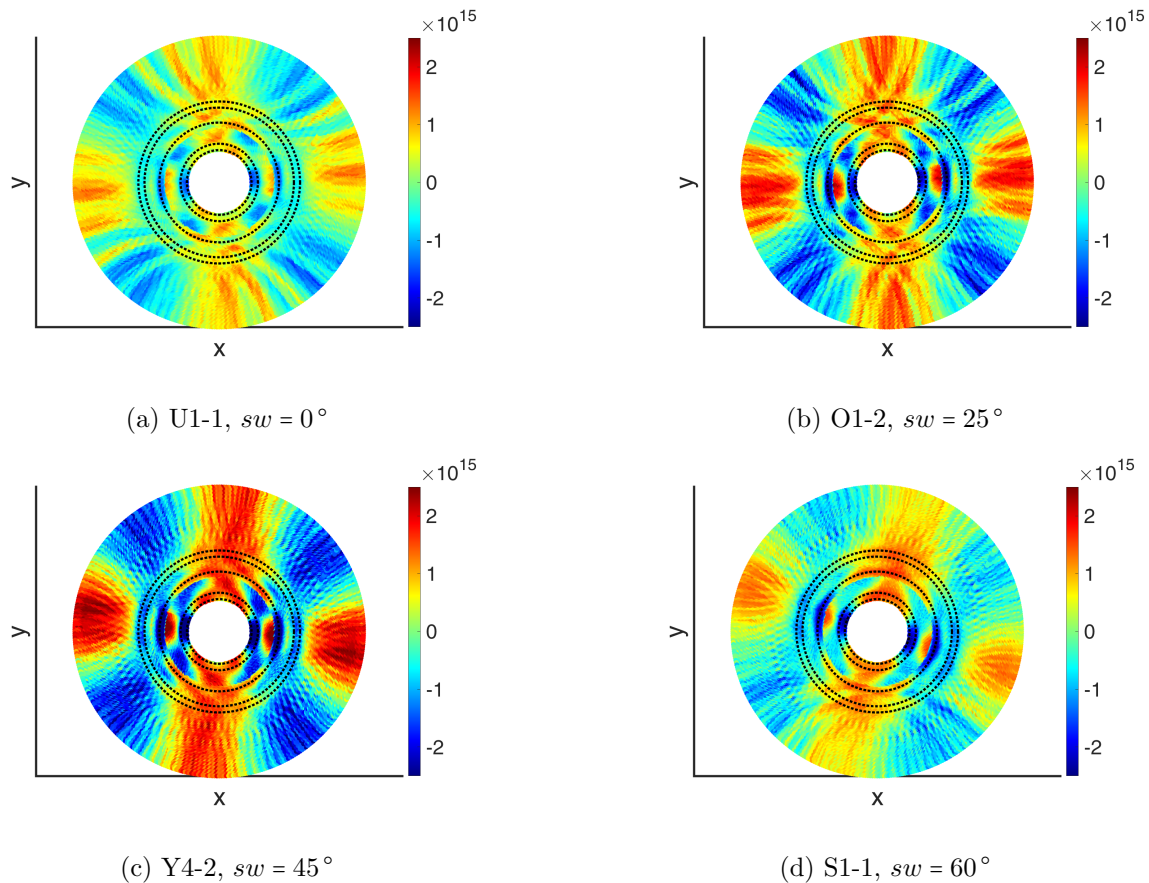 ×10^15
2
1
0
-1
-2
y
x
(a) U1-1, sw = 0°
×10^15
2
1
0
-1
-2
y
x
(b) O1-2, sw = 25°
×10^15
2
1
0
-1
-2
y
x
(c) Y4-2, sw = 45°
×10^15
2
1
0
-1
-2
y
x
(d) S1-1, sw = 60°